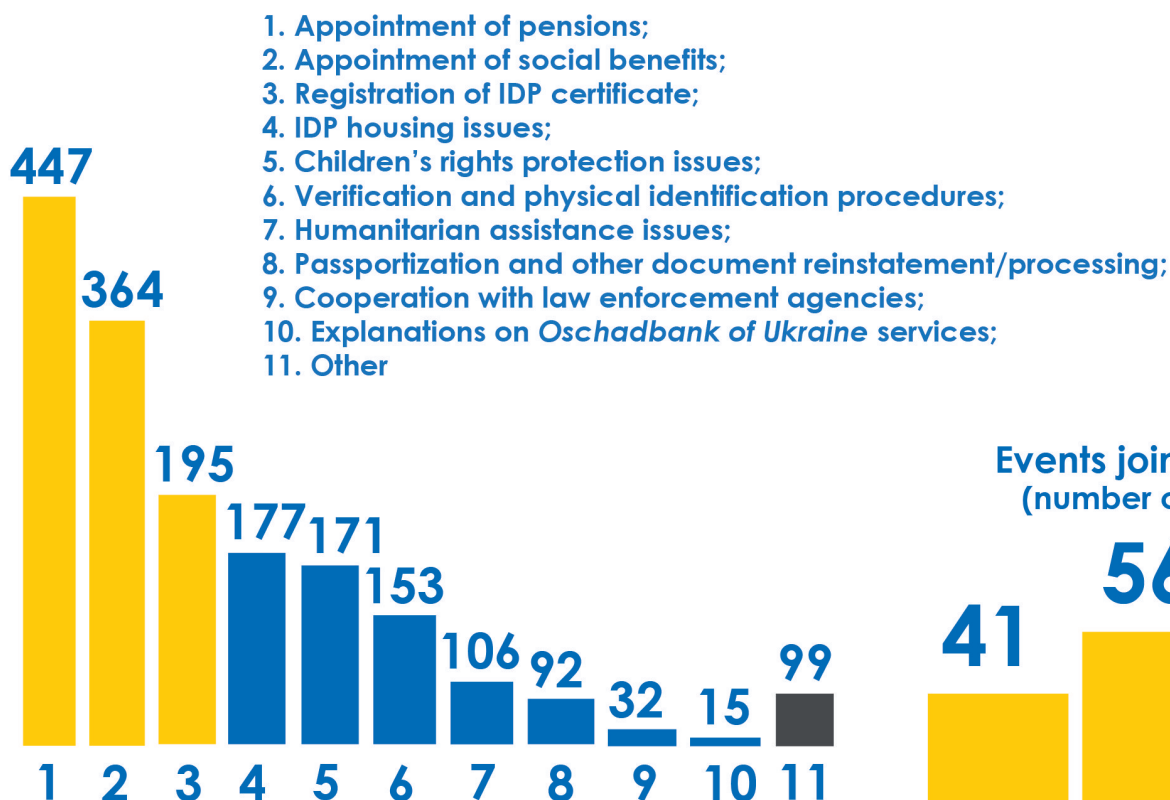 1. Appointment of pensions;
2. Appointment of social benefits;
3. Registration of IDP certificate;
4. IDP housing issues;
5. Children's rights protection issues;
6. Verification and physical identification procedures;
7. Humanitarian assistance issues;
8. Passportization and other document reinstatement/processing;
9. Cooperation with law enforcement agencies;
10. Explanations on Oschadbank of Ukraine services;
11. Other
447
364
195
177
171
153
106
92
32
15
99
1 2 3 4 5 6 7 8 9 10 11
Events
(number
41